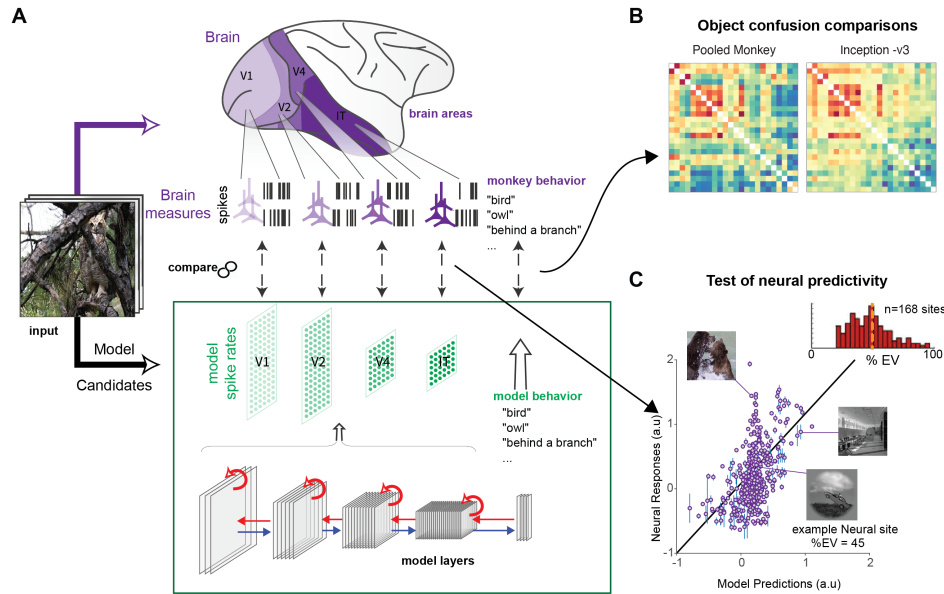 A
Brain
V1
V4
V2
IT
brain areas
Brain
measures
spikes
monkey behavior
"bird"
"owl"
"behind a branch"
...
compare
input
Model
Candidates
model
spike rates
V1
V2
V4
IT
model behavior
"bird"
"owl"
"behind a branch"
...
model layers
B
Object confusion comparisons
Pooled Monkey
Inception -v3
C
Test of neural predictivity
n=168 sites
0
100
% EV
2
1
0
-1
Neural Responses (a.u)
example Neural site
%EV = 45
-1
0
1
2
Model Predictions (a.u)